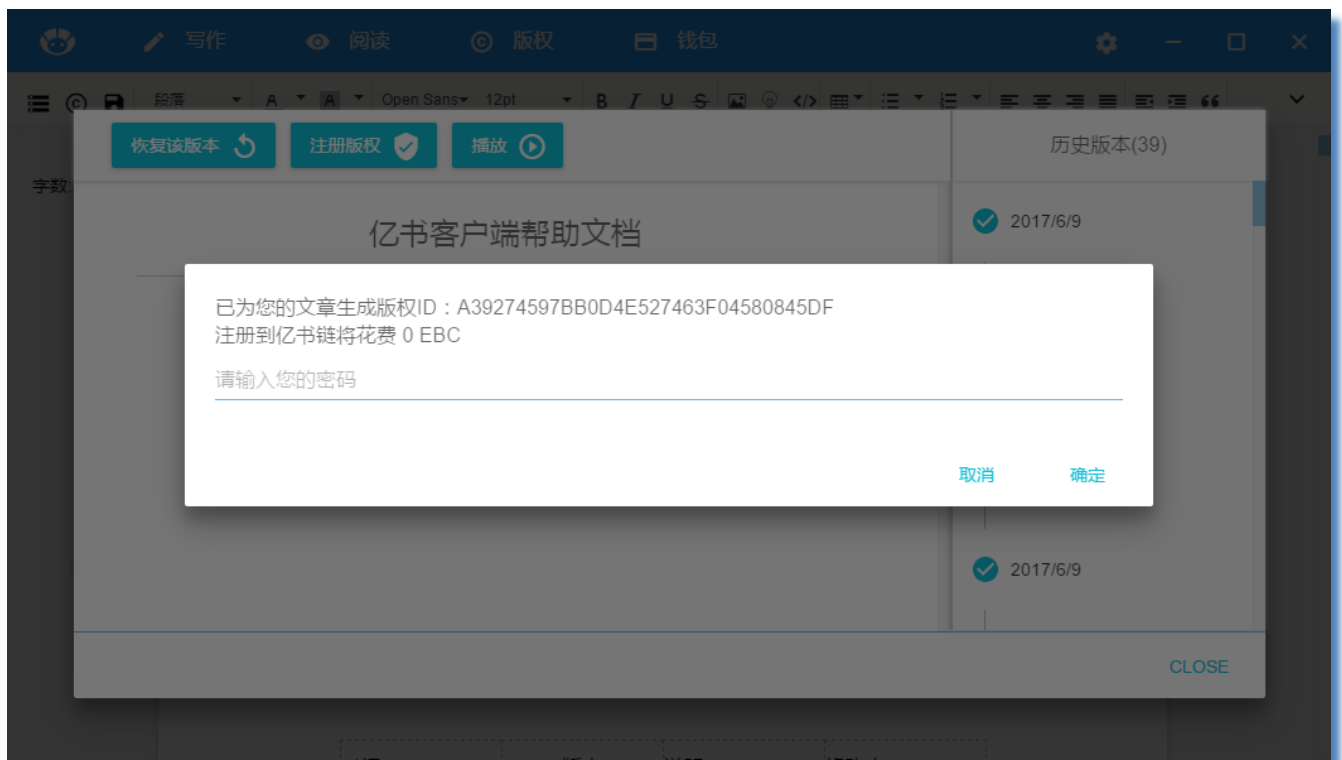 写作
阅读
版权
钱包
段落 A A Open Sans 12pt B I U S </>
恢复该版本
注册版权
播放
历史版本(39)
字数:
亿书客户端帮助文档
2017/6/9
已为您的文章生成版权ID：A39274597BB0D4E527463F04580845DF
注册到亿书链将花费 0 EBC
请输入您的密码
取消
确定
2017/6/9
CLOSE